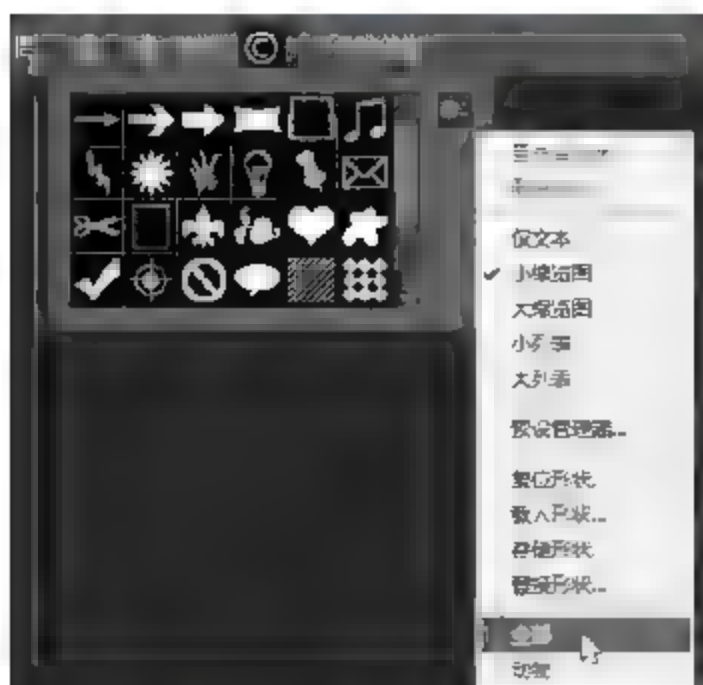 ©
仅文本
小缩览图
大缩览图
小列表
大列表
预设管理器...
复位形状...
载入形状...
存储形状...
替换形状...
全部
动物